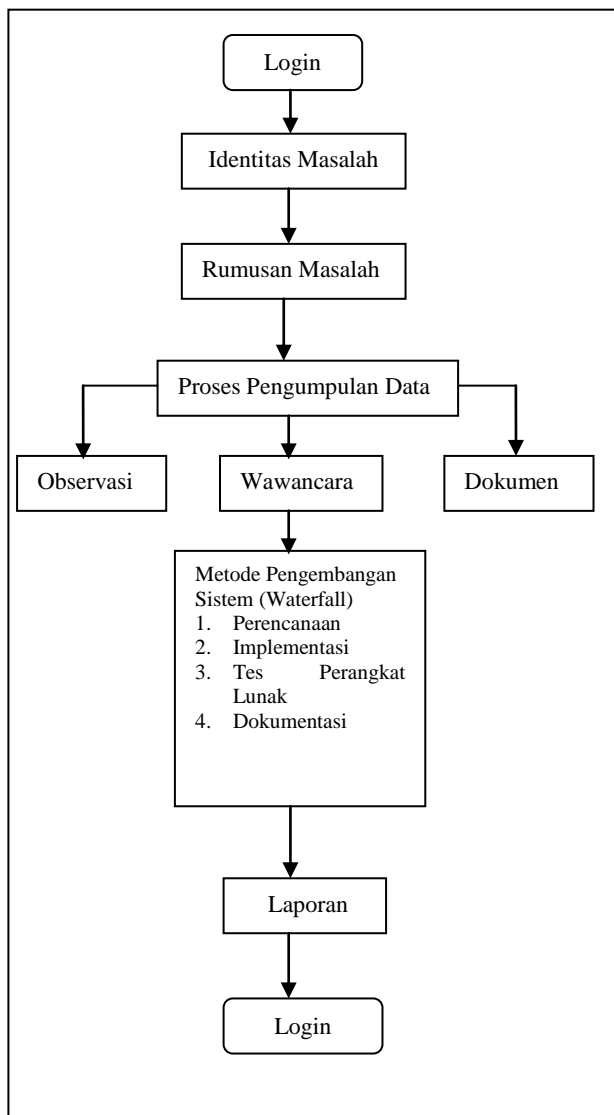 Login
Identitas Masalah
Rumusan Masalah
Proses Pengumpulan Data
Observasi
Wawancara
Dokumen
Metode Pengembangan
Sistem (Waterfall)
1. Perencanaan
2. Implementasi
3. Tes Perangkat
Lunak
4. Dokumentasi
Laporan
Login